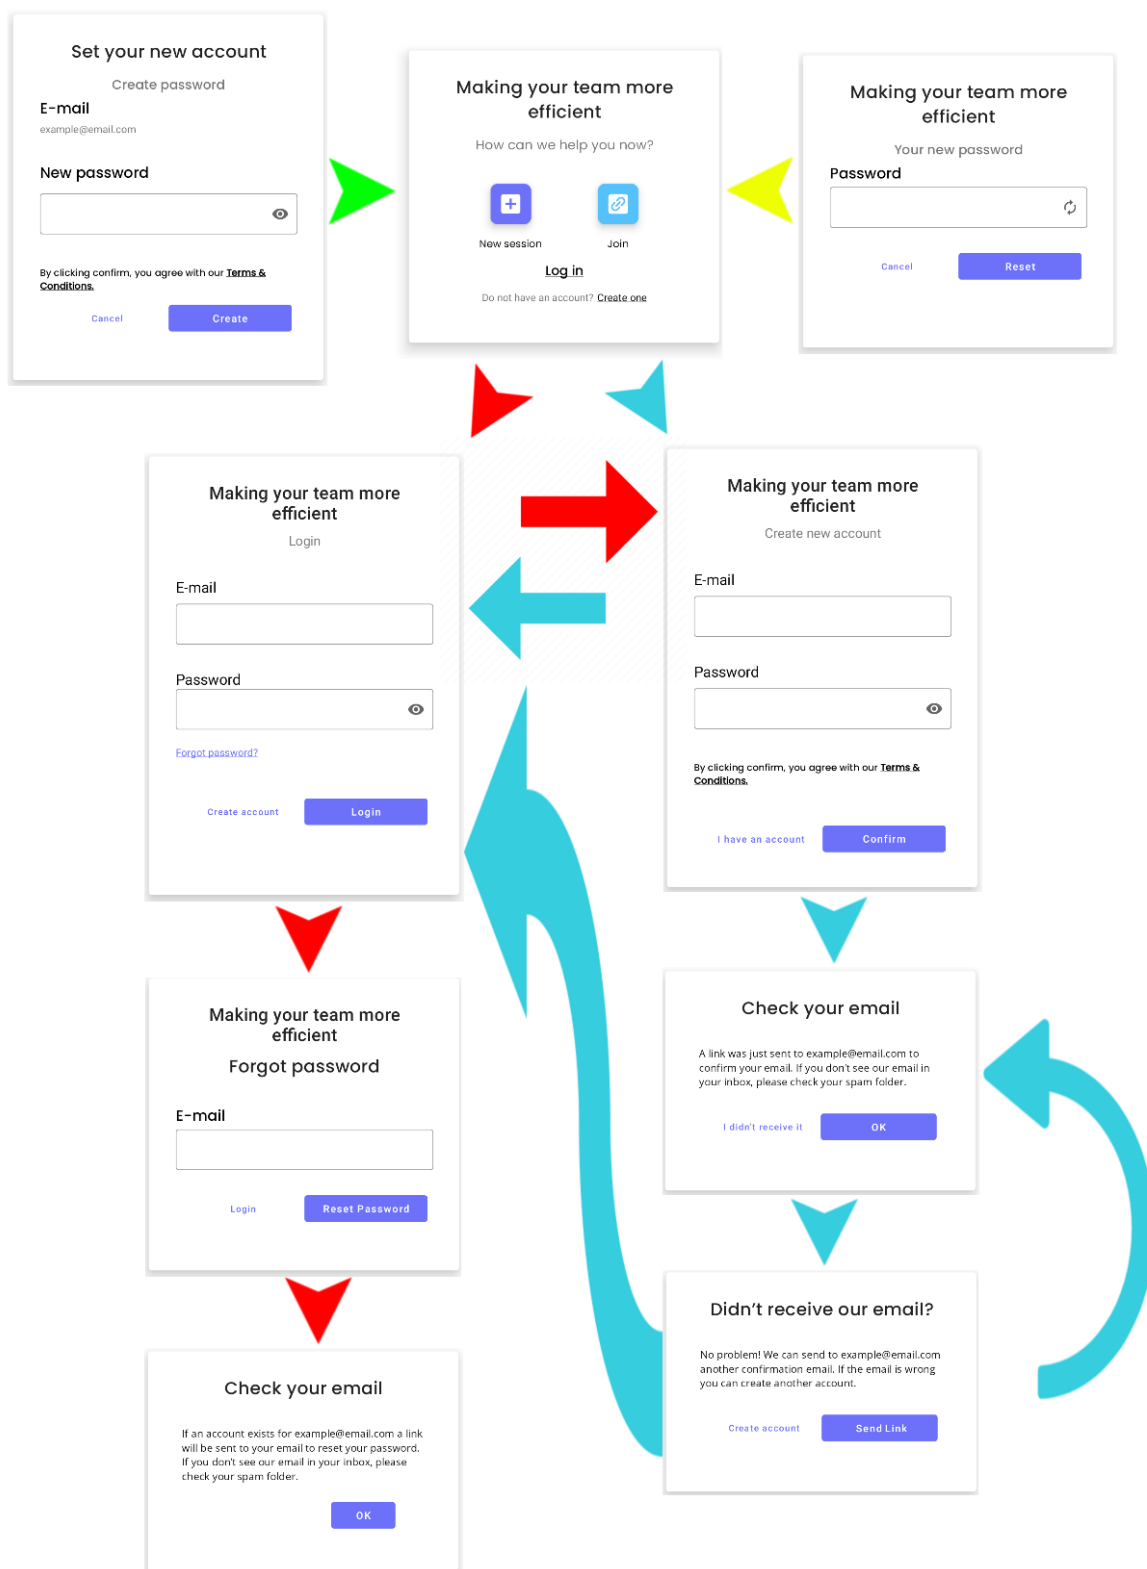 Set your new account
Create password
E-mail
example@email.com
New password
By clicking confirm, you agree with our Terms &
Conditions.
Cancel
Create
Making your team more
efficient
How can we help you now?
New session
Join
Log in
Do not have an account? Create one
Making your team more
efficient
Your new password
Password
Cancel
Reset
Making your team more
efficient
Login
E-mail
Password
Forgot password?
Create account
Login
Making your team more
efficient
Create new account
E-mail
Password
By clicking confirm, you agree with our Terms &
Conditions.
I have an account
Confirm
Making your team more
efficient
Forgot password
E-mail
Login
Reset Password
Check your email
A link was just sent to example@email.com to
confirm your email. If you don't see our email in
your inbox, please check your spam folder.
I didn't receive it
OK
Didn't receive our email?
No problem! We can send to example@email.com
another confirmation email. If the email is wrong
you can create another account.
Create account
Send Link
Check your email
If an account exists for example@email.com a link
will be sent to your email to reset your password.
If you don't see our email in your inbox, please
check your spam folder.
OK